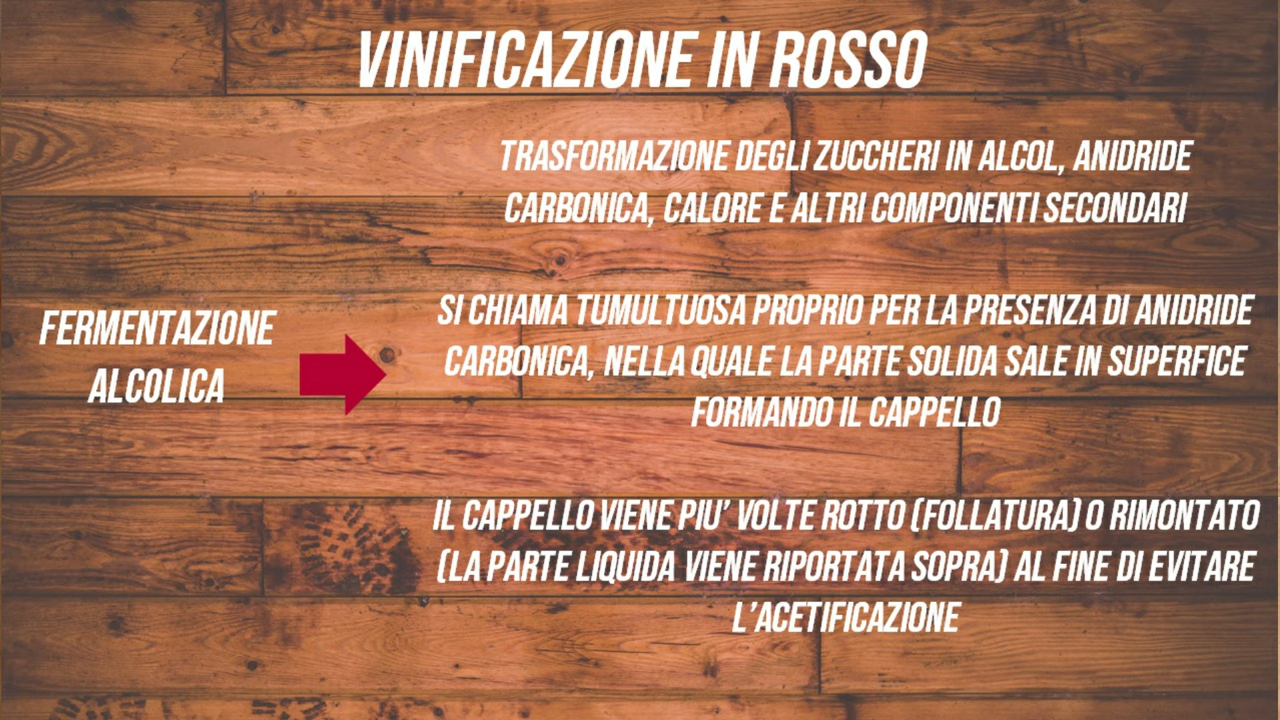 VINIFICAZIONE IN ROSSO
FERMENTAZIONE
ALCOLICA
TRASFORMAZIONE DEGLI ZUCCHERI IN ALCOL, ANIDRIDE
CARBONICA, CALORE E ALTRI COMPONENTI SECONDARI
SI CHIAMA TUMULTUOSA PROPRIO PER LA PRESENZA DI ANIDRIDE
CARBONICA, NELLA QUALE LA PARTE SOLIDA SALE IN SUPERFICE
FORMANDO IL CAPPELLO
IL CAPPELLO VIENE PIU' VOLTE ROTTO (FOLLATURA) O RIMONTATO
(LA PARTE LIQUIDA VIENE RIPORTATA SOPRA) AL FINE DI EVITARE
L'ACETIFICAZIONE